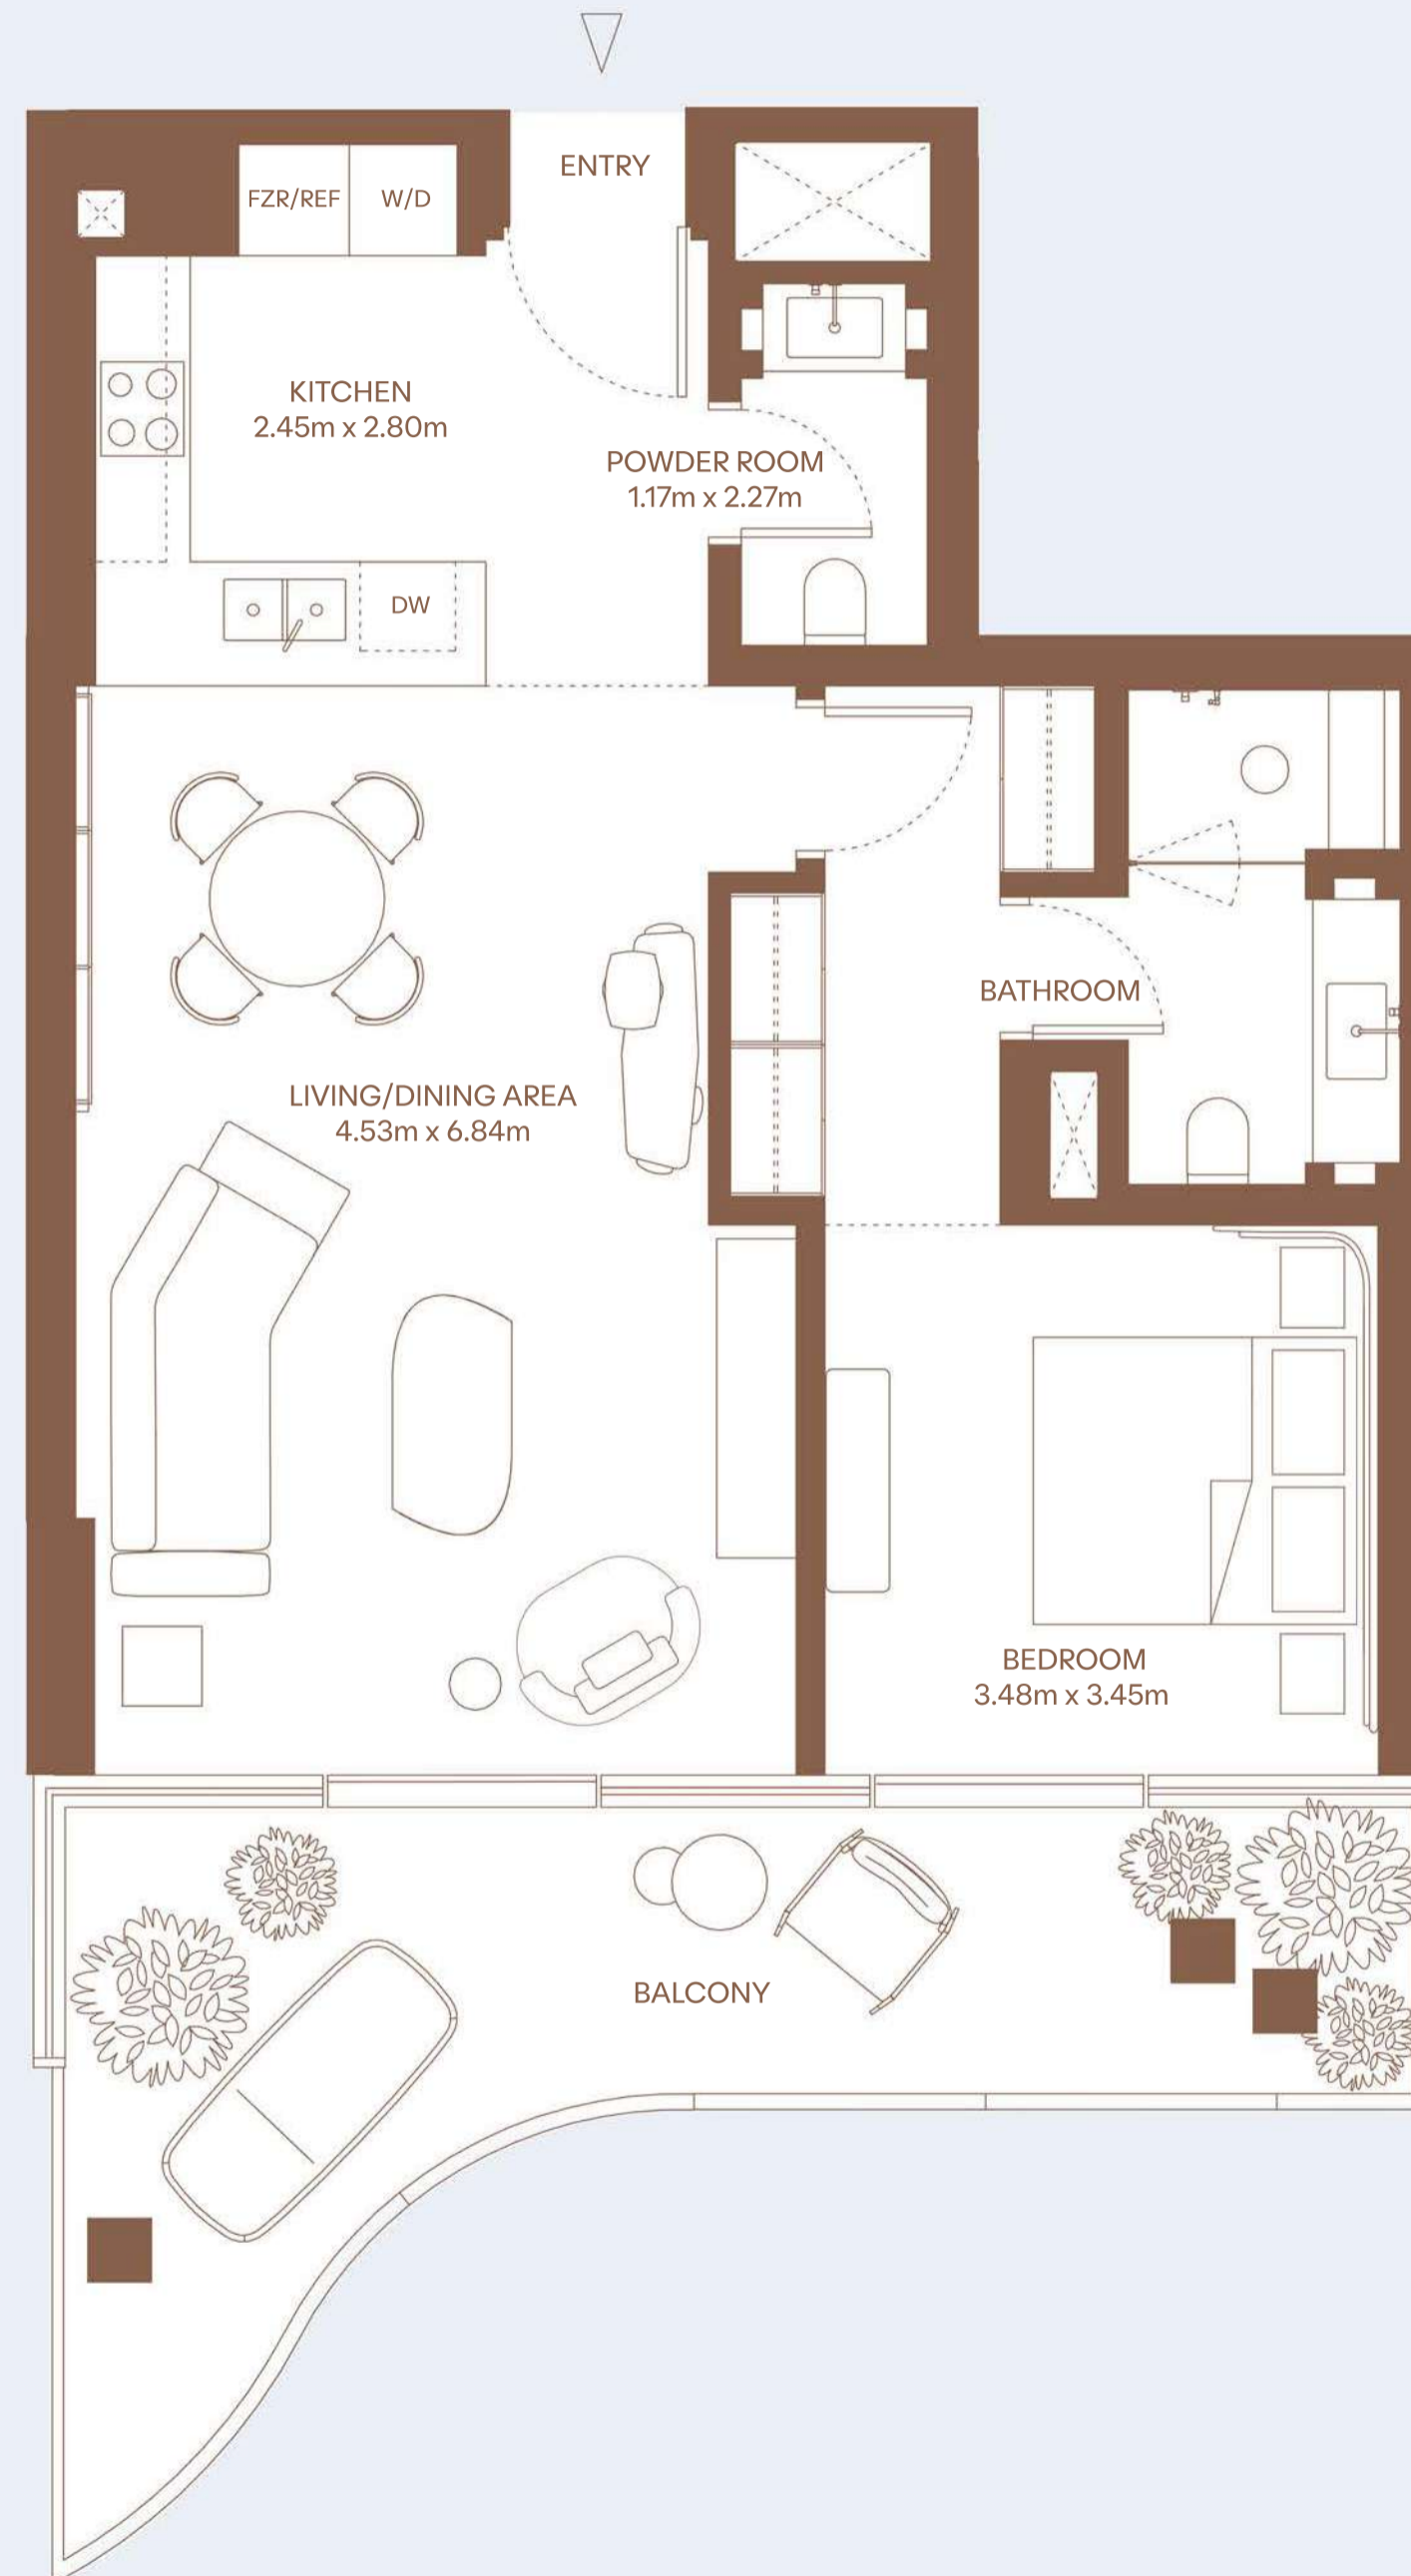 ENTRY
FZR/REF
W/D
KITCHEN
2.45m x 2.80m
POWDER ROOM
1.17m x 2.27m
DW
BATHROOM
LIVING/DINING AREA
4.53m x 6.84m
BEDROOM
3.48m x 3.45m
BALCONY